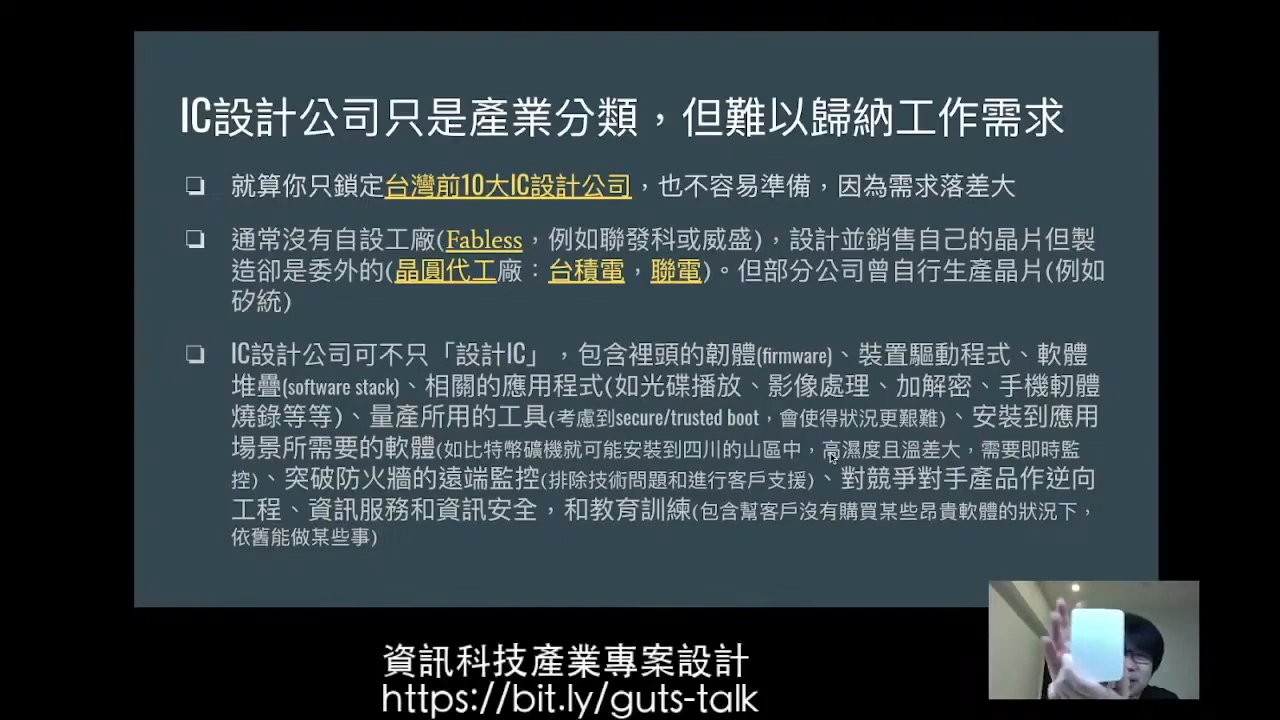 IC設計公司只是產業分類，但難以歸納工作需求
❏ 就算你只鎖定台灣前10大IC設計公司，也不容易準備，因為需求落差大
❏ 通常沒有自設工廠(Fabless，例如聯發科或威盛)，設計並銷售自己的晶片但製
造卻是委外的(晶圓代工廠：台積電，聯電)。但部分公司曾自行生產晶片(例如
矽統)
❏ IC設計公司可不只「設計IC」，包含裡頭的韌體(firmware)、裝置驅動程式、軟體
堆疊(software stack)、相關的應用程式(如光碟播放、影像處理、加解密、手機韌體
燒錄等等)、量產所用的工具(考慮到secure/trusted boot，會使得狀況更艱難)、安裝到應用
場景所需要的軟體(如比特幣礦機就可能安裝到四川的山區中，高濕度且溫差大，需要即時監
控)、突破防火牆的遠端監控(排除技術問題和進行客戶支援)、對競爭對手產品作逆向
工程、資訊服務和資訊安全，和教育訓練(包含幫客戶沒有購買某些昂貴軟體的狀況下，
依舊能做某些事)
資訊科技產業專案設計
https://bit.ly/guts-talk